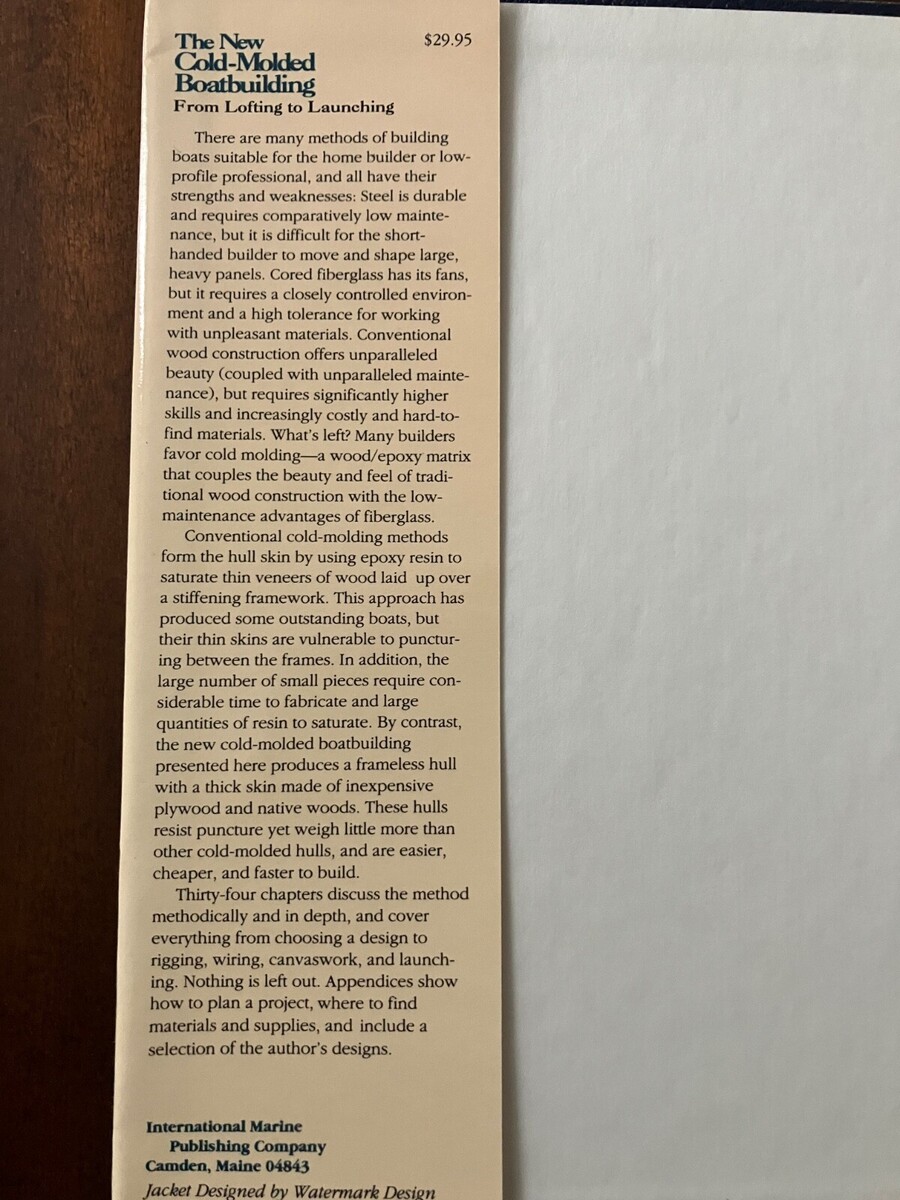 The New
$29.95
Cold-Molded
Boatbuilding
From Lofting to Launching
There are many methods of building
boats suitable for the home builder or low-
profile professional, and all have their
strengths and weaknesses: Steel is durable
and requires comparatively low mainte-
nance, but it is difficult for the short-
handed builder to move and shape large,
heavy panels. Cored fiberglass has its fans,
but it requires a closely controlled environ-
ment and a high tolerance for working
with unpleasant materials. Conventional
wood construction offers unparalleled
beauty (coupled with unparalleled mainte-
nance), but requires significantly higher
skills and increasingly costly and hard-to-
find materials. What's left? Many builders
favor cold molding—a wood/epoxy matrix
that couples the beauty and feel of tradi-
tional wood construction with the low-
maintenance advantages of fiberglass.
Conventional cold-molding methods
form the hull skin by using epoxy resin to
saturate thin veneers of wood laid up over
a stiffening framework. This approach has
produced some outstanding boats, but
their thin skins are vulnerable to punctur-
ing between the frames. In addition, the
large number of small pieces require con-
siderable time to fabricate and large
quantities of resin to saturate. By contrast,
the new cold-molded boatbuilding
presented here produces a frameless hull
with a thick skin made of inexpensive
plywood and native woods. These hulls
resist puncture yet weigh little more than
other cold-molded hulls, and are easier,
cheaper, and faster to build.
Thirty-four chapters discuss the method
methodically and in depth, and cover
everything from choosing a design to
rigging, wiring, canvaswork, and launch-
ing. Nothing is left out. Appendices show
how to plan a project, where to find
materials and supplies, and include a
selection of the author's designs.
International Marine
Publishing Company
Camden, Maine 04843
Jacket Designed by Watermark Design